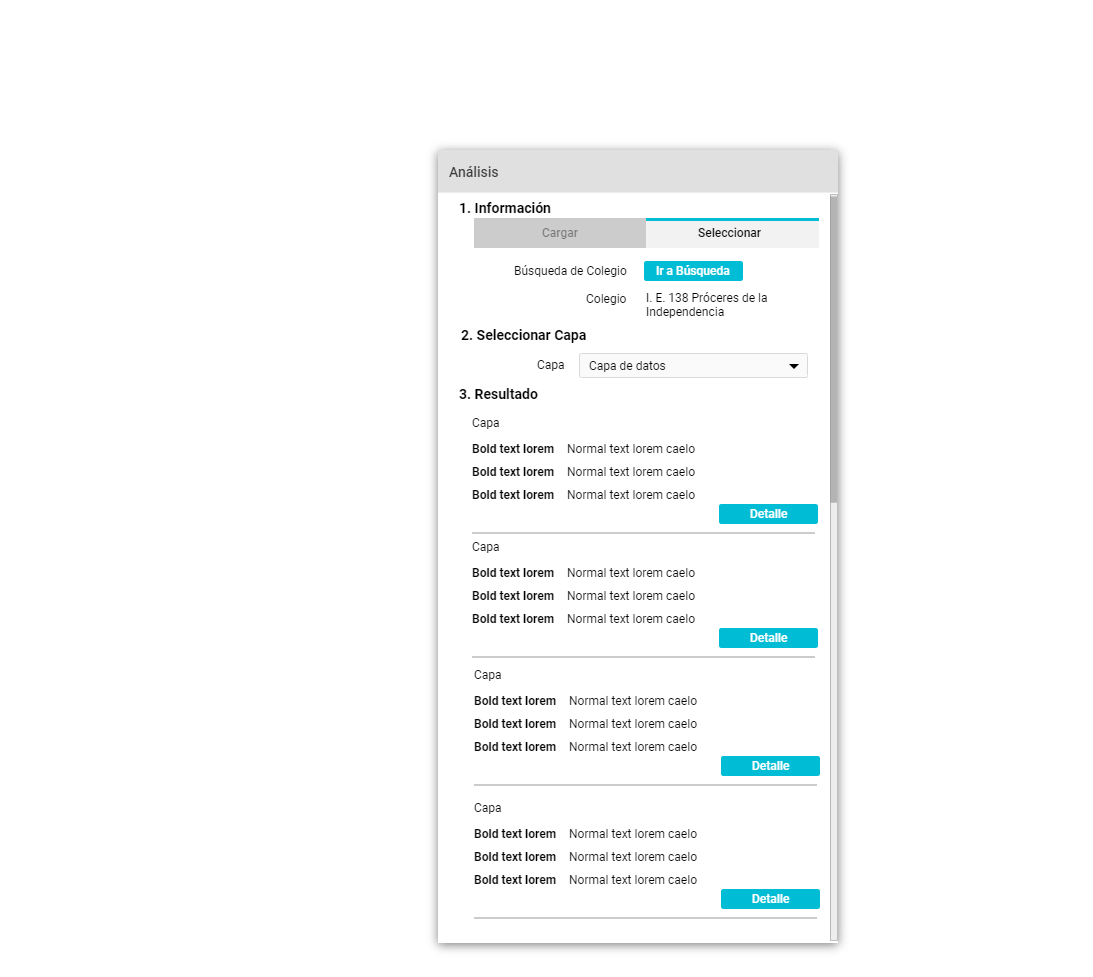 Análisis
1. Información
Cargar Seleccionar
Búsqueda de Colegio Ir a Búsqueda
Colegio I. E. 138 Próceres de la
Independencia
2. Seleccionar Capa
Capa Capa de datos
3. Resultado
Capa
Bold text lorem Normal text lorem caelo
Bold text lorem Normal text lorem caelo
Bold text lorem Normal text lorem caelo
Detalle
Capa
Bold text lorem Normal text lorem caelo
Bold text lorem Normal text lorem caelo
Bold text lorem Normal text lorem caelo
Detalle
Capa
Bold text lorem Normal text lorem caelo
Bold text lorem Normal text lorem caelo
Bold text lorem Normal text lorem caelo
Detalle
Capa
Bold text lorem Normal text lorem caelo
Bold text lorem Normal text lorem caelo
Bold text lorem Normal text lorem caelo
Detalle